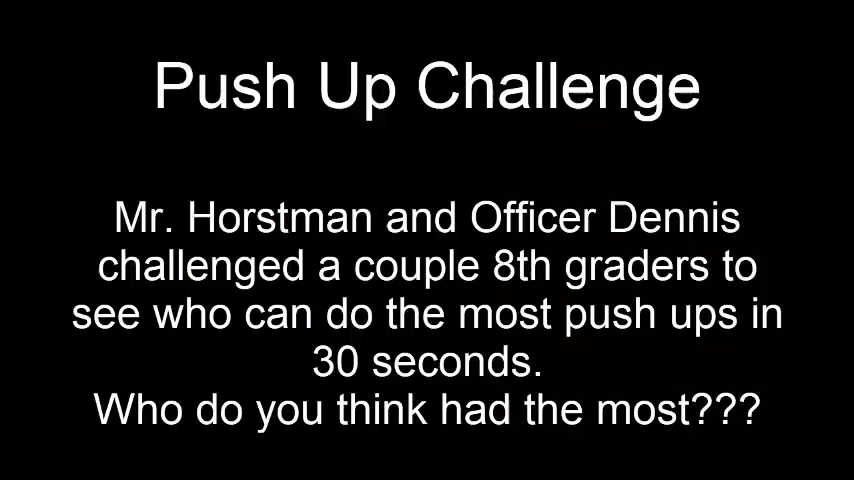 Push Up Challenge
Mr. Horstman and Officer Dennis
challenged a couple 8th graders to
see who can do the most push ups in
30 seconds.
Who do you think had the most???